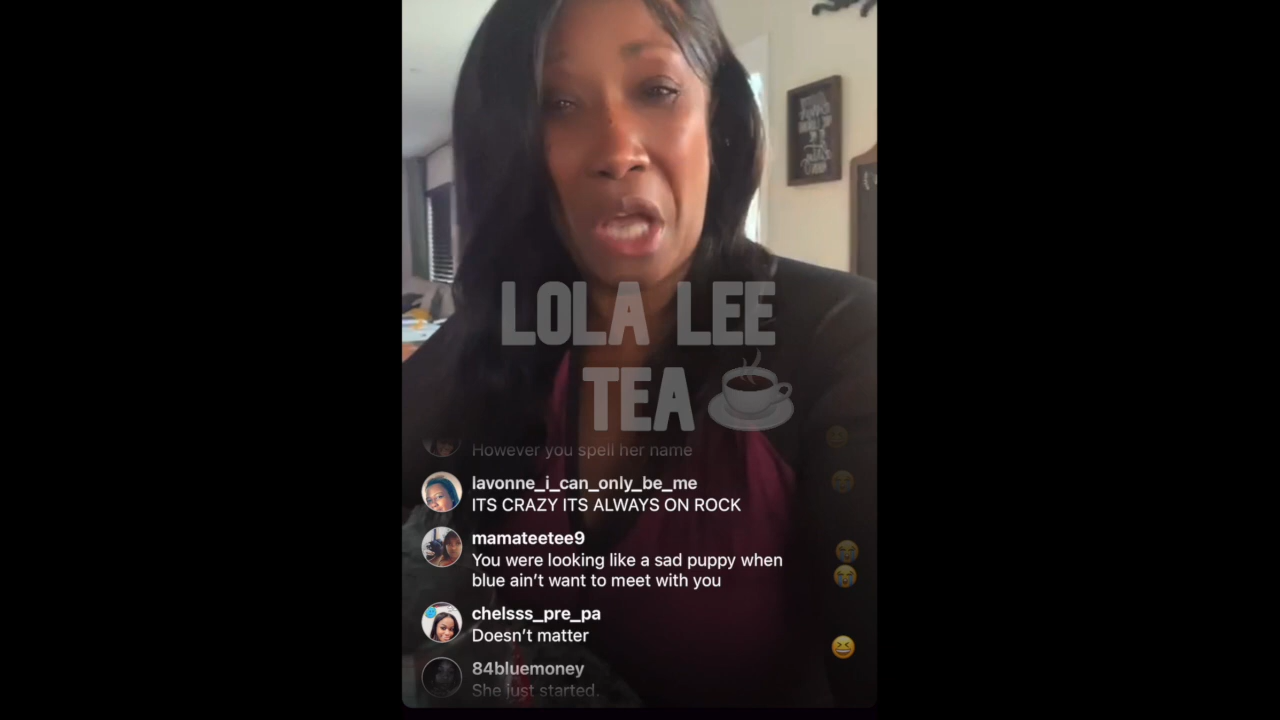 LOLA LEE
TEA
However you spell her name
lavonne_i_can_only_be_me
ITS CRAZY ITS ALWAYS ON ROCK
mamateetee9
You were looking like a sad puppy when
blue ain’t want to meet with you
chelsss_pre_pa
Doesn’t matter
84bluemoney
She just started.